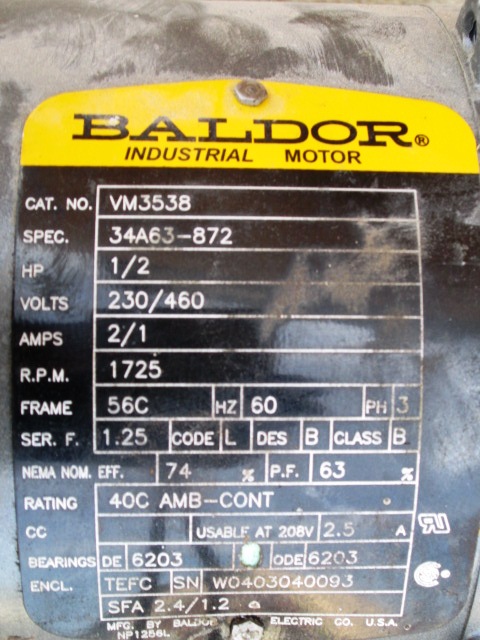 BALDOR®
INDUSTRIAL MOTOR
CAT. NO. VM3538
SPEC. 34A63-872
HP 1/2
VOLTS 230/460
AMPS 2/1
R.P.M. 1725
FRAME 56C HZ 60 PH 3
SER. F. 1.25 CODE L DES B CLASS B
NEMA NOM. EFF. 74 % P.F. 63 %
RATING 40C AMB-CONT
CC USABLE AT 208V 2.5 A
BEARINGS DE 6203 ODE 6203
ENCL. TEFC SN W0403040093
SFA 2.4/1.2
MFG. BY BALDOR ELECTRIC CO. U.S.A.
NP1256L